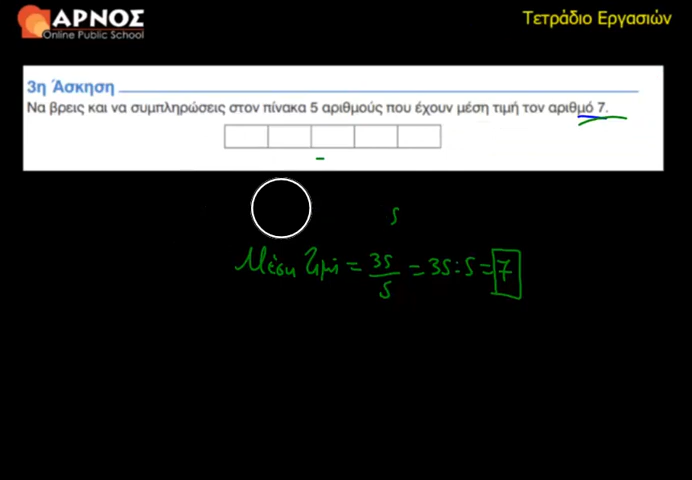 ΑΡΝΟΣ
Online Public School
Τετράδιο Εργασιών
3η Άσκηση
Να βρεις και να συμπληρώσεις στον πίνακα 5 αριθμούς που έχουν μέση τιμή τον αριθμό 7.
5
Μέση Τιμή = 35/5 = 35:5 = 7